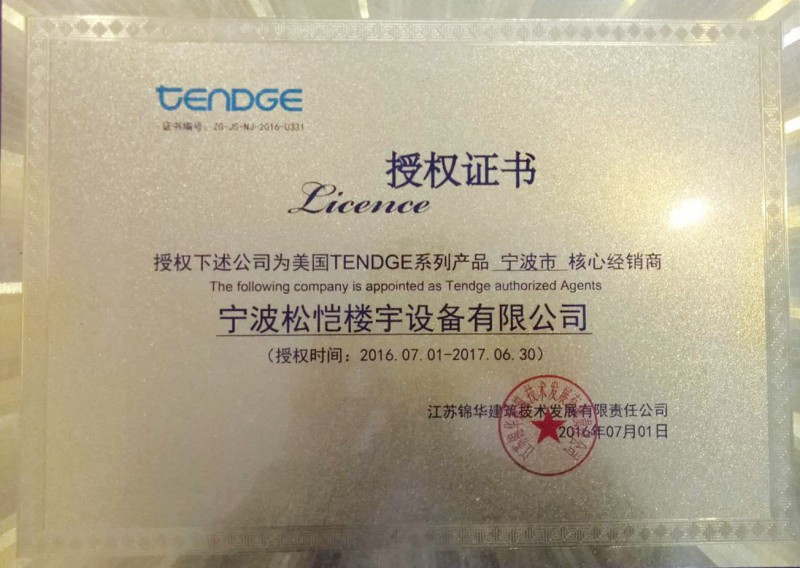 TENDGE
证书编号：ZG-JS-NJ-2016-0331
授权证书
Licence
授权下述公司为美国TENDGE系列产品 宁波市 核心经销商
The following company is appointed as Tendge authorized Agents
宁波松恺楼宇设备有限公司
（授权时间：2016.07.01-2017.06.30）
江苏锦华建筑技术发展有限责任公司
2016年07月01日